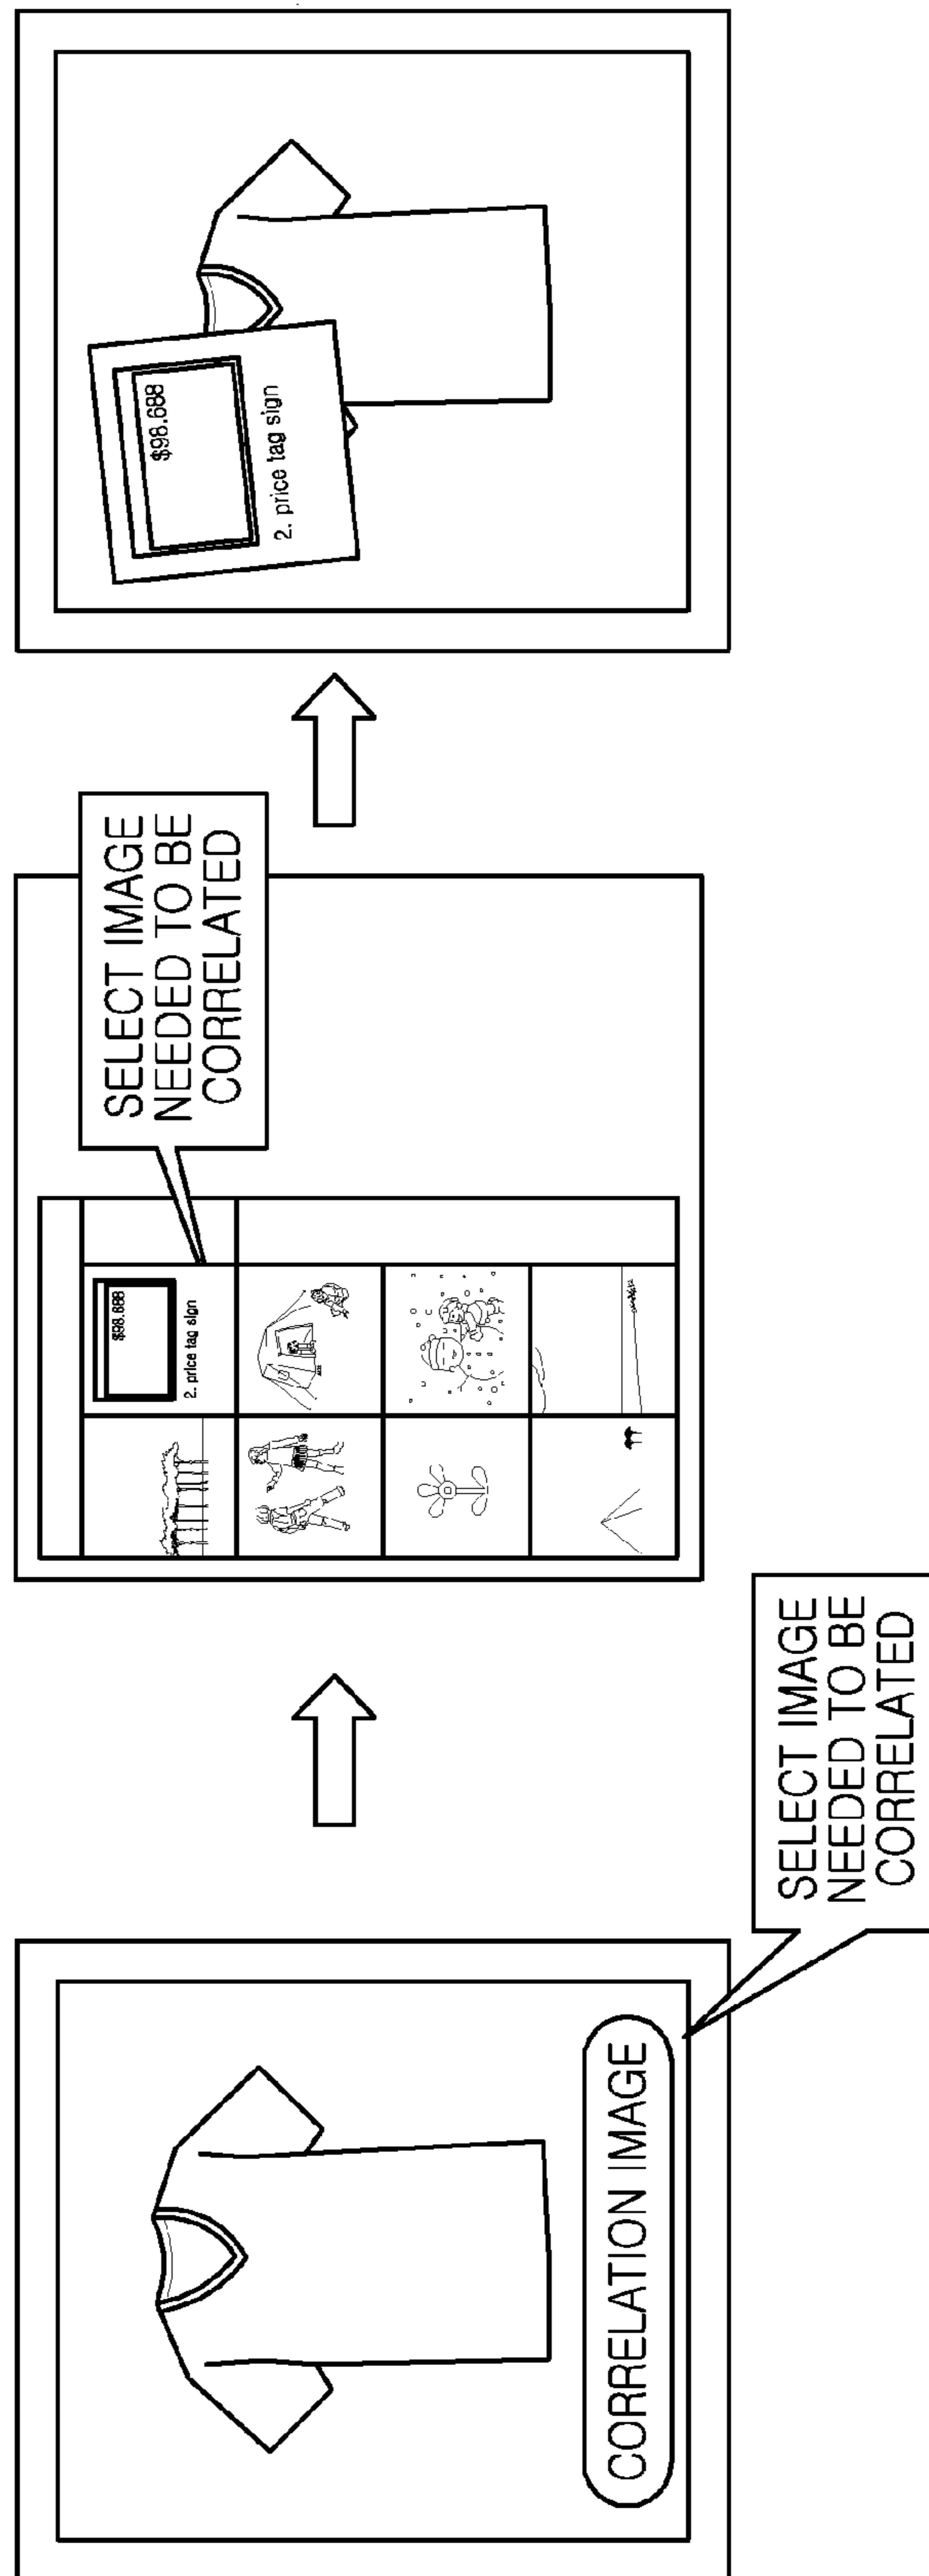 CORRELATION IMAGE
SELECT IMAGE
NEEDED TO BE
CORRELATED
$98.688
2. price tag sign
SELECT IMAGE
NEEDED TO BE
CORRELATED
$98.688
2. price tag sign